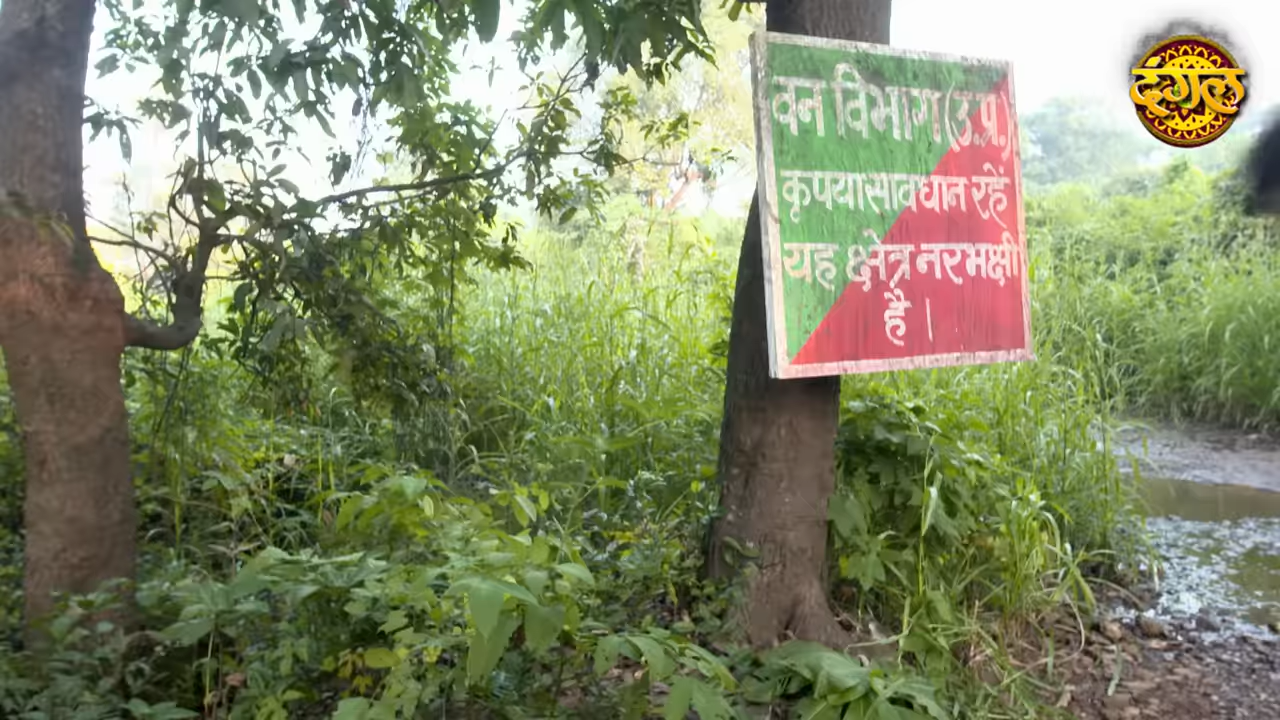 वन विभाग (उ.प्र.)
कृपया सावधान रहें
यह क्षेत्र नरभक्षी
है ।
दंगल